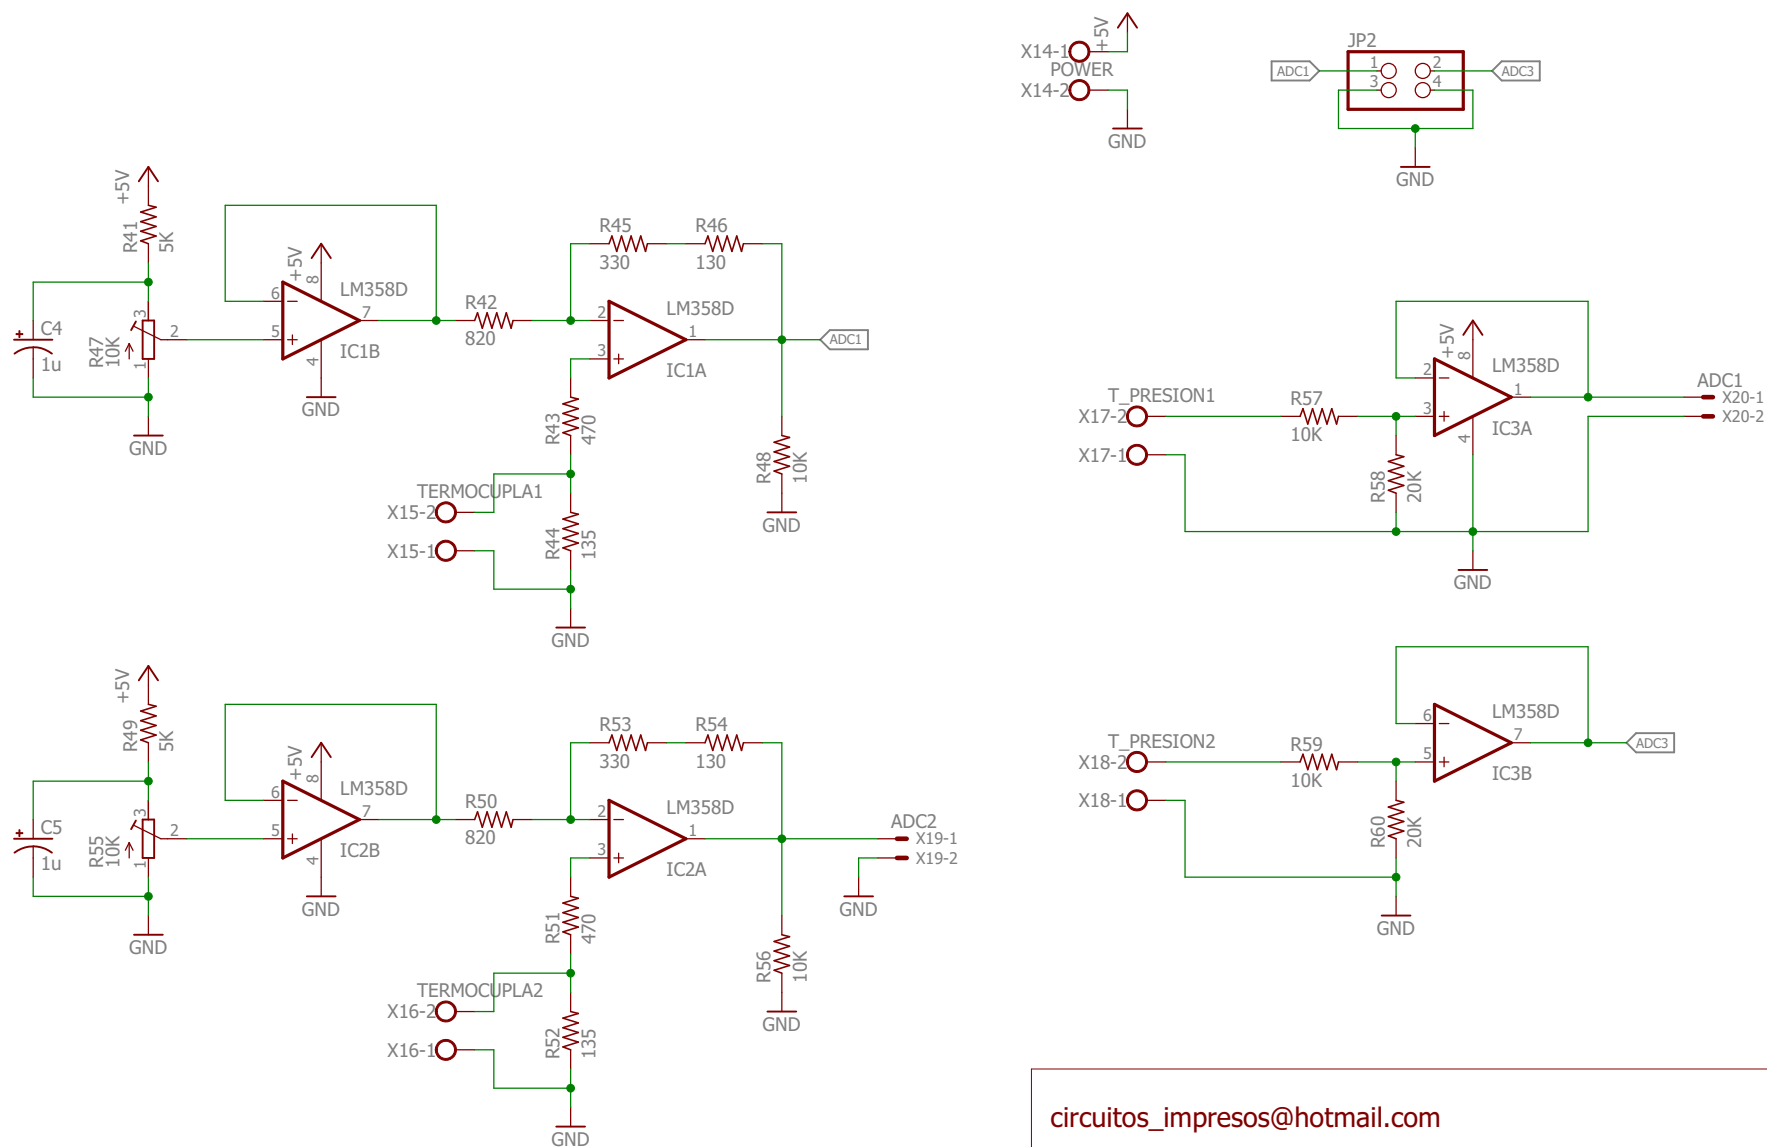 X14-1
+5V
POWER
X14-2
GND
JP2
ADC1
1
2
3
4
ADC3
GND
+5V
R41
5K
C4
1u
R47
10K
3
2
1
GND
6
5
7
8
4
+5V
LM358D
IC1B
GND
R42
820
R45
330
R46
130
2
3
1
LM358D
IC1A
ADC1
R43
470
R48
10K
GND
TERMOCUPLA1
X15-2
X15-1
R44
135
GND
T_PRESION1
X17-2
X17-1
R57
10K
R58
20K
2
3
1
8
4
+5V
LM358D
IC3A
GND
ADC1
X20-1
X20-2
+5V
R49
5K
C5
1u
R55
10K
3
2
1
GND
6
5
7
8
4
+5V
LM358D
IC2B
GND
R50
820
R53
330
R54
130
2
3
1
LM358D
IC2A
ADC2
X19-1
X19-2
GND
R51
470
R56
10K
GND
TERMOCUPLA2
X16-2
X16-1
R52
135
GND
T_PRESION2
X18-2
X18-1
R59
10K
R60
20K
6
5
7
LM358D
IC3B
ADC3
GND
circuitos_impresos@hotmail.com